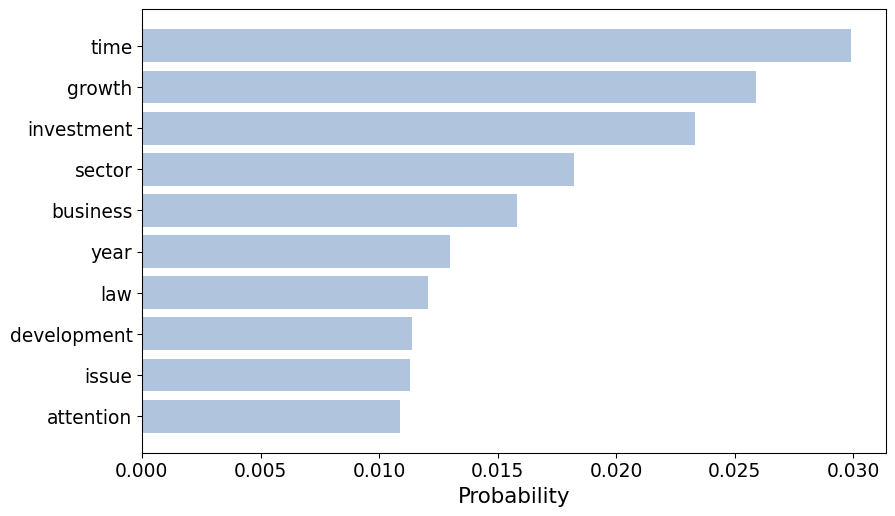 time
growth
investment
sector
business
year
law
development
issue
attention
0.000 0.005 0.010 0.015 0.020 0.025 0.030
Probability